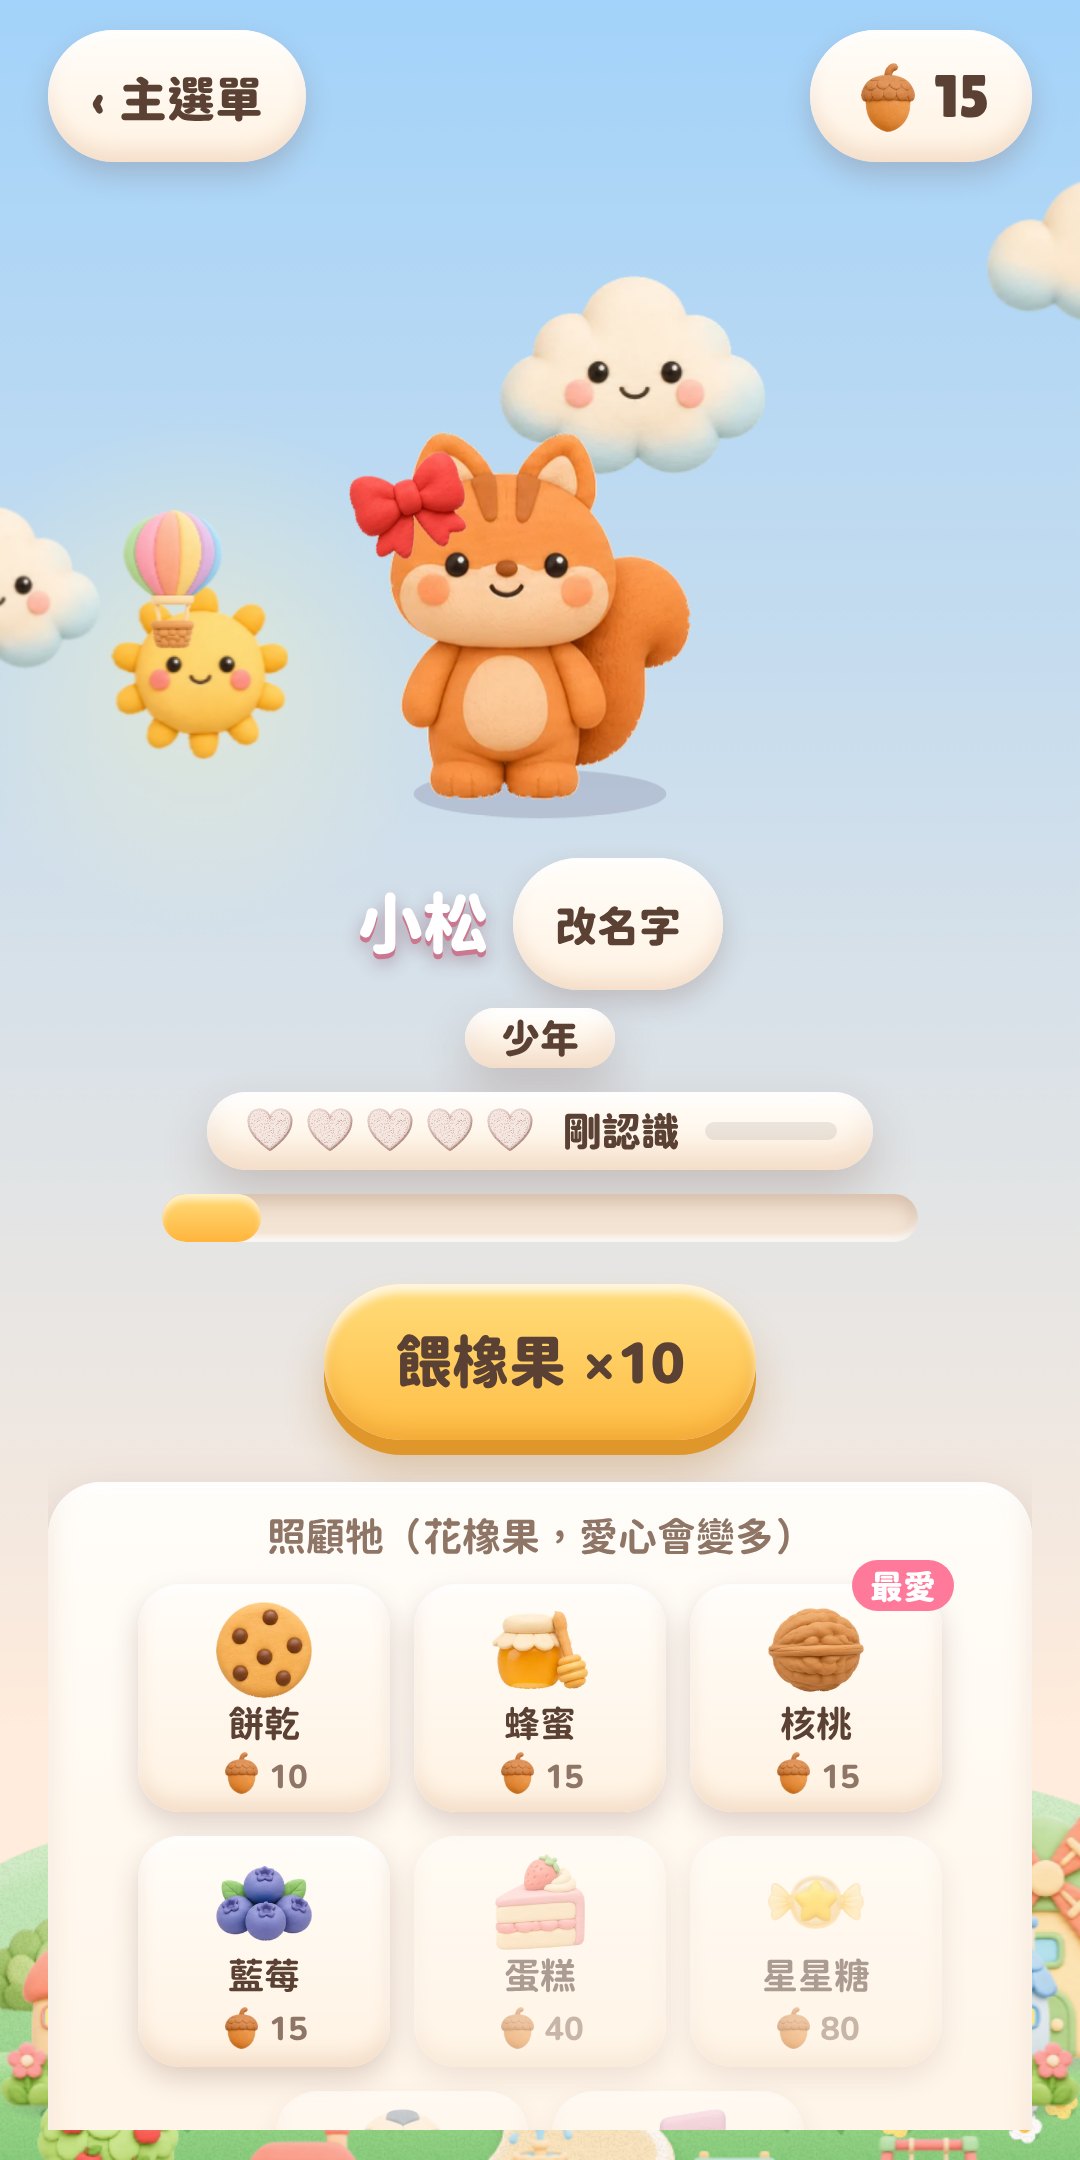 ‹ 主選單
15
小松
改名字
少年
剛認識
餵橡果 ×10
照顧牠（花橡果，愛心會變多）
最愛
餅乾
10
蜂蜜
15
核桃
15
藍莓
15
蛋糕
40
星星糖
80